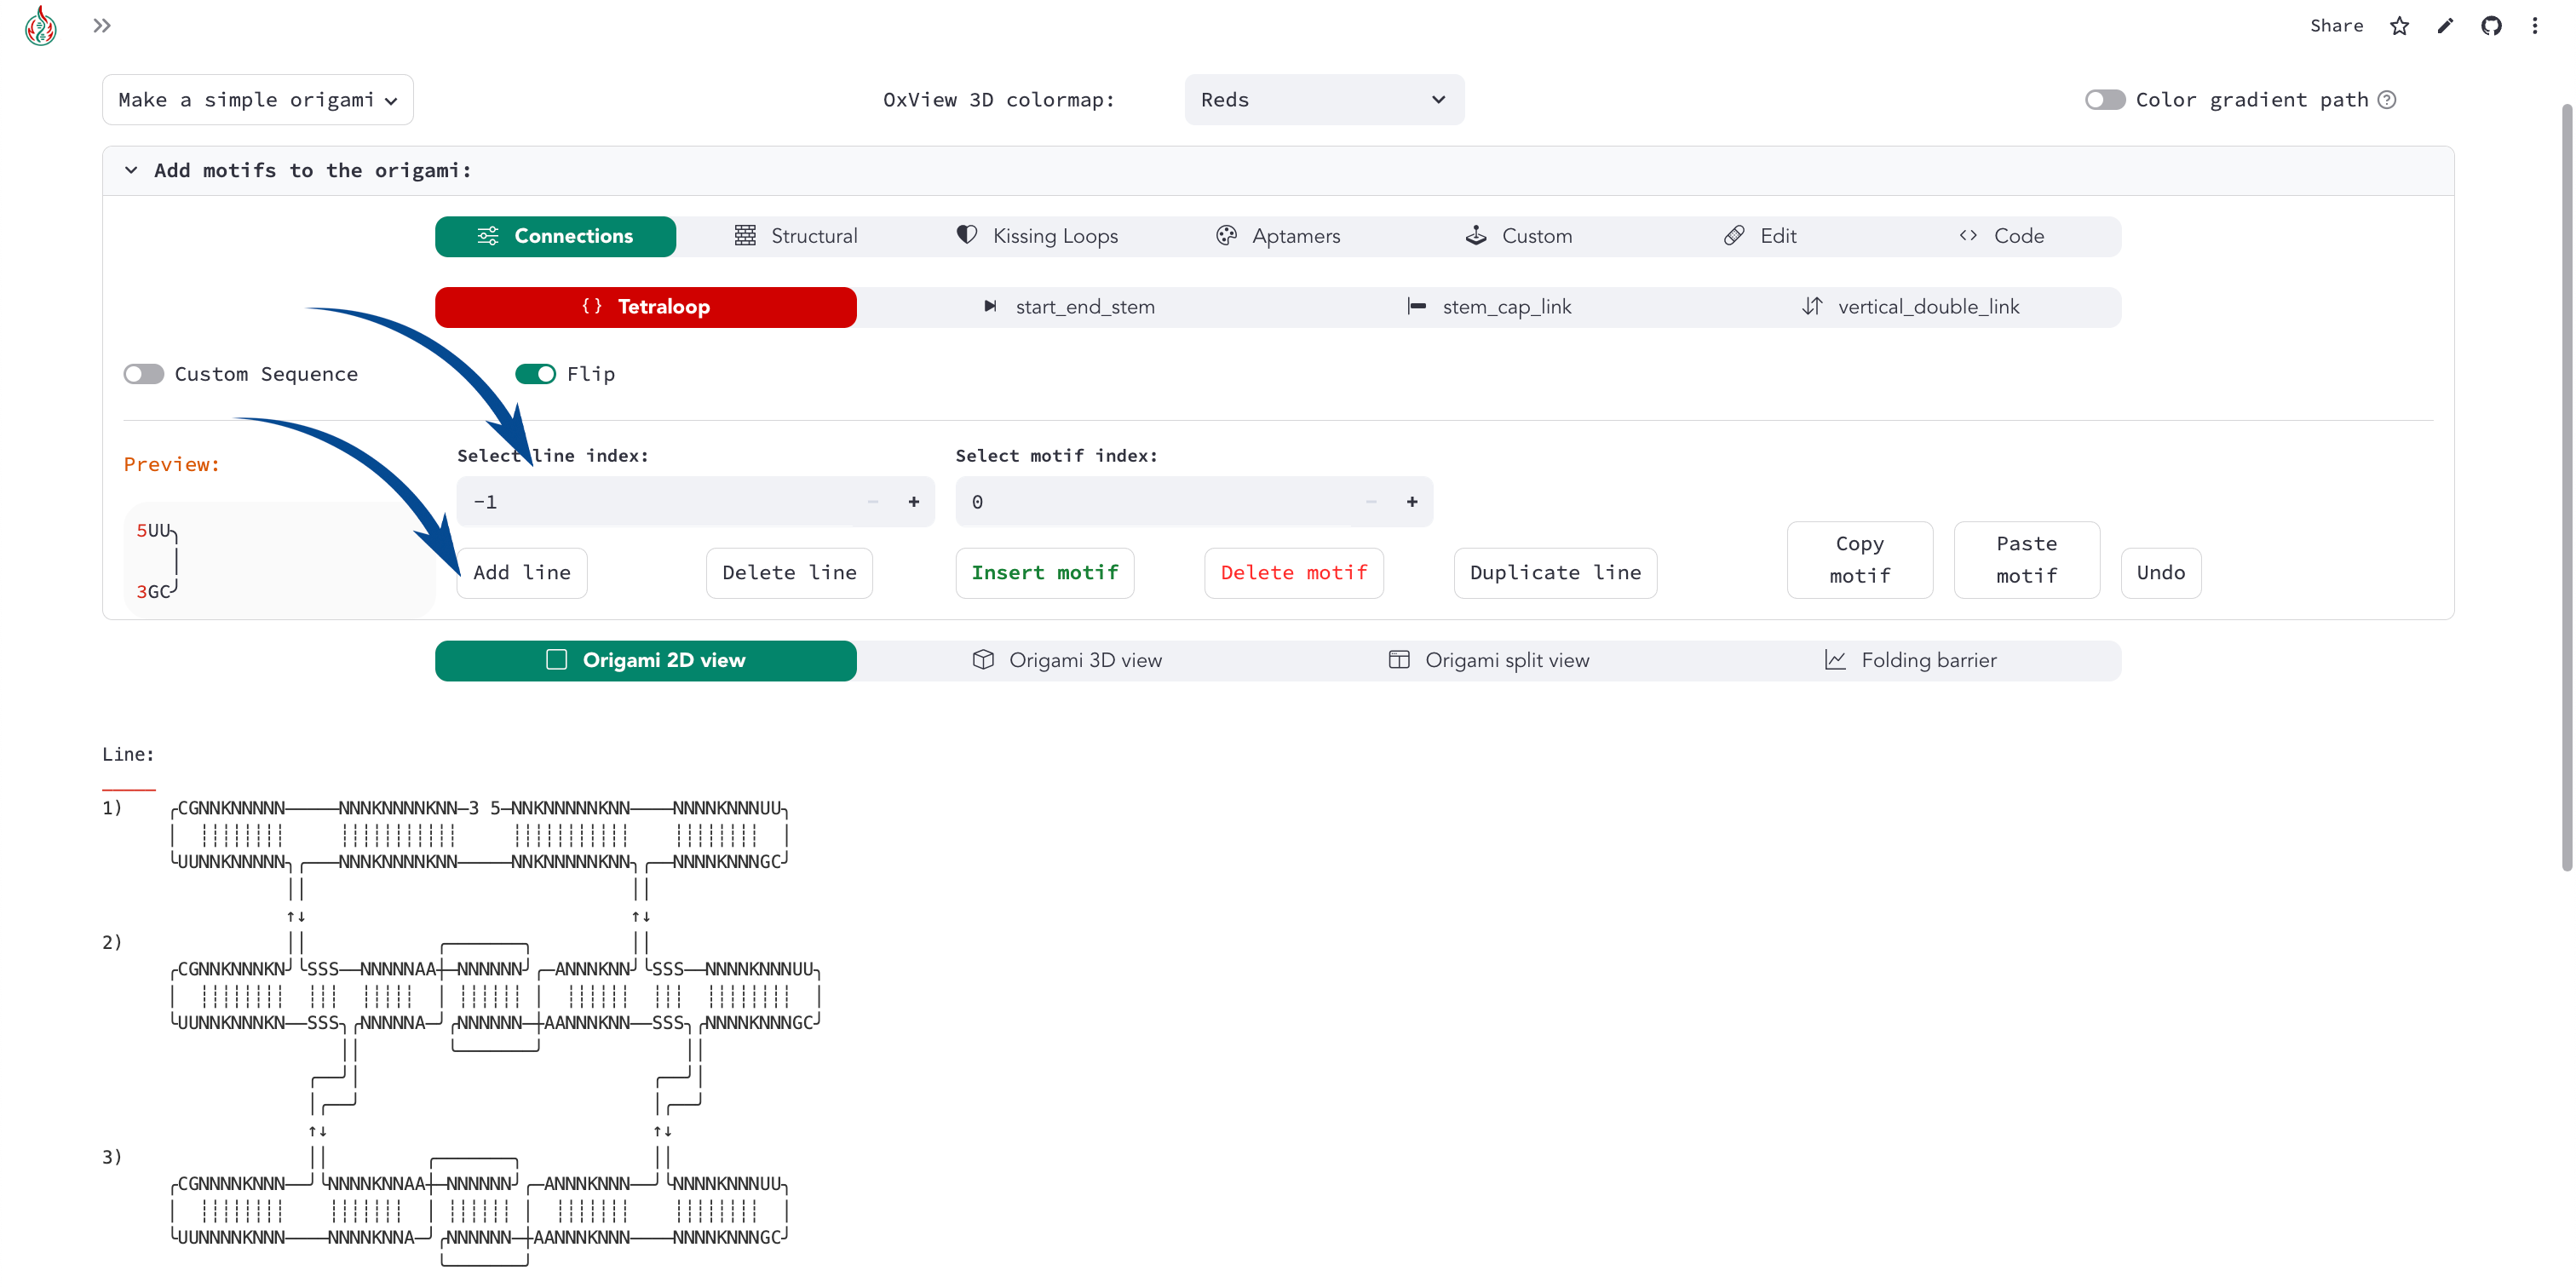 Share
Make a simple origami
OxView 3D colormap:
Reds
Color gradient path
Add motifs to the origami:
Connections Structural Kissing Loops Aptamers Custom Edit Code
Tetraloop start_end_stem stem_cap_link vertical_double_link
Custom Sequence Flip
Preview:
5UU╮
│
3GC╯
Select line index:
-1 - +
Select motif index:
0 - +
Add line Delete line Insert motif Delete motif Duplicate line Copy motif Paste motif Undo
Origami 2D view Origami 3D view Origami split view Folding barrier
Line:
1) ╭CGNNKNNNNN─────NNNKNNNNKNN─3 5─NNKNNNNNKNN────NNNNKNNNUU╮
│ ┊┊┊┊┊┊┊┊ ┊┊┊┊┊┊┊┊┊┊┊ ┊┊┊┊┊┊┊┊┊┊┊ ┊┊┊┊┊┊┊┊ │
╰UUNNKNNNNN╮╭───NNNKNNNNKNN─────NNKNNNNNKNN╮╭──NNNNKNNNGC╯
││ ││
↑↓ ↑↓
2) ││ ╭───────╮ ││
╭CGNNKNNNKN╯╰SSS──NNNNNAA┼─NNNNNN╯╭─ANNNKNN╯╰SSS──NNNNKNNNUU╮
│ ┊┊┊┊┊┊┊┊ ┊┊┊ ┊┊┊┊┊ │ ┊┊┊┊┊┊ │ ┊┊┊┊┊┊ ┊┊┊ ┊┊┊┊┊┊┊┊ │
╰UUNNKNNNKN──SSS╮╭NNNNNA─╯╭NNNNNN─┼AANNNKNN──SSS╮╭NNNNKNNNGC╯
││ ╰───────╯ ││
╭──╯│ ╭──╯│
│╭──╯ │╭──╯
↑↓ ↑↓
3) ││ ╭───────╮ ││
╭CGNNNNKNNN──╯╰NNNNKNNAA┼─NNNNNN╯╭─ANNNKNNN──╯╰NNNNKNNNUU╮
│ ┊┊┊┊┊┊┊┊ ┊┊┊┊┊┊┊ │ ┊┊┊┊┊┊ │ ┊┊┊┊┊┊┊ ┊┊┊┊┊┊┊┊ │
╰UUNNNNKNNN────NNNNKNNA─╯╭NNNNNN─┼AANNNKNNN────NNNNKNNNGC╯
╰───────╯